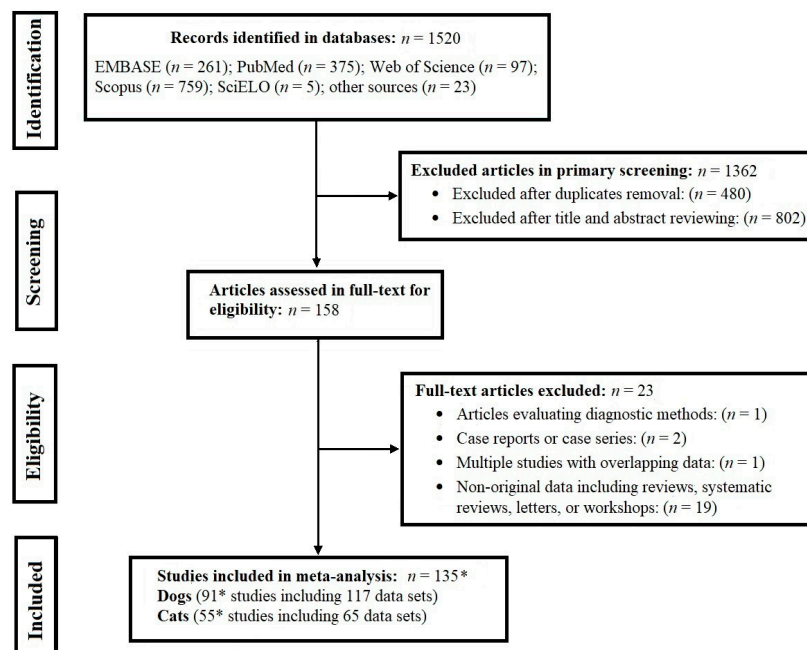 Identification
Records identified in databases: n = 1520
EMBASE (n = 261); PubMed (n = 375); Web of Science (n = 97);
Scopus (n = 759); SciELO (n = 5); other sources (n = 23)
Excluded articles in primary screening: n = 1362
• Excluded after duplicates removal: (n = 480)
• Excluded after title and abstract reviewing: (n = 802)
Screening
Articles assessed in full-text for
eligibility: n = 158
Eligibility
Full-text articles excluded: n = 23
• Articles evaluating diagnostic methods: (n = 1)
• Case reports or case series: (n = 2)
• Multiple studies with overlapping data: (n = 1)
• Non-original data including reviews, systematic
reviews, letters, or workshops: (n = 19)
Included
Studies included in meta-analysis: n = 135*
Dogs (91* studies including 117 data sets)
Cats (55* studies including 65 data sets)